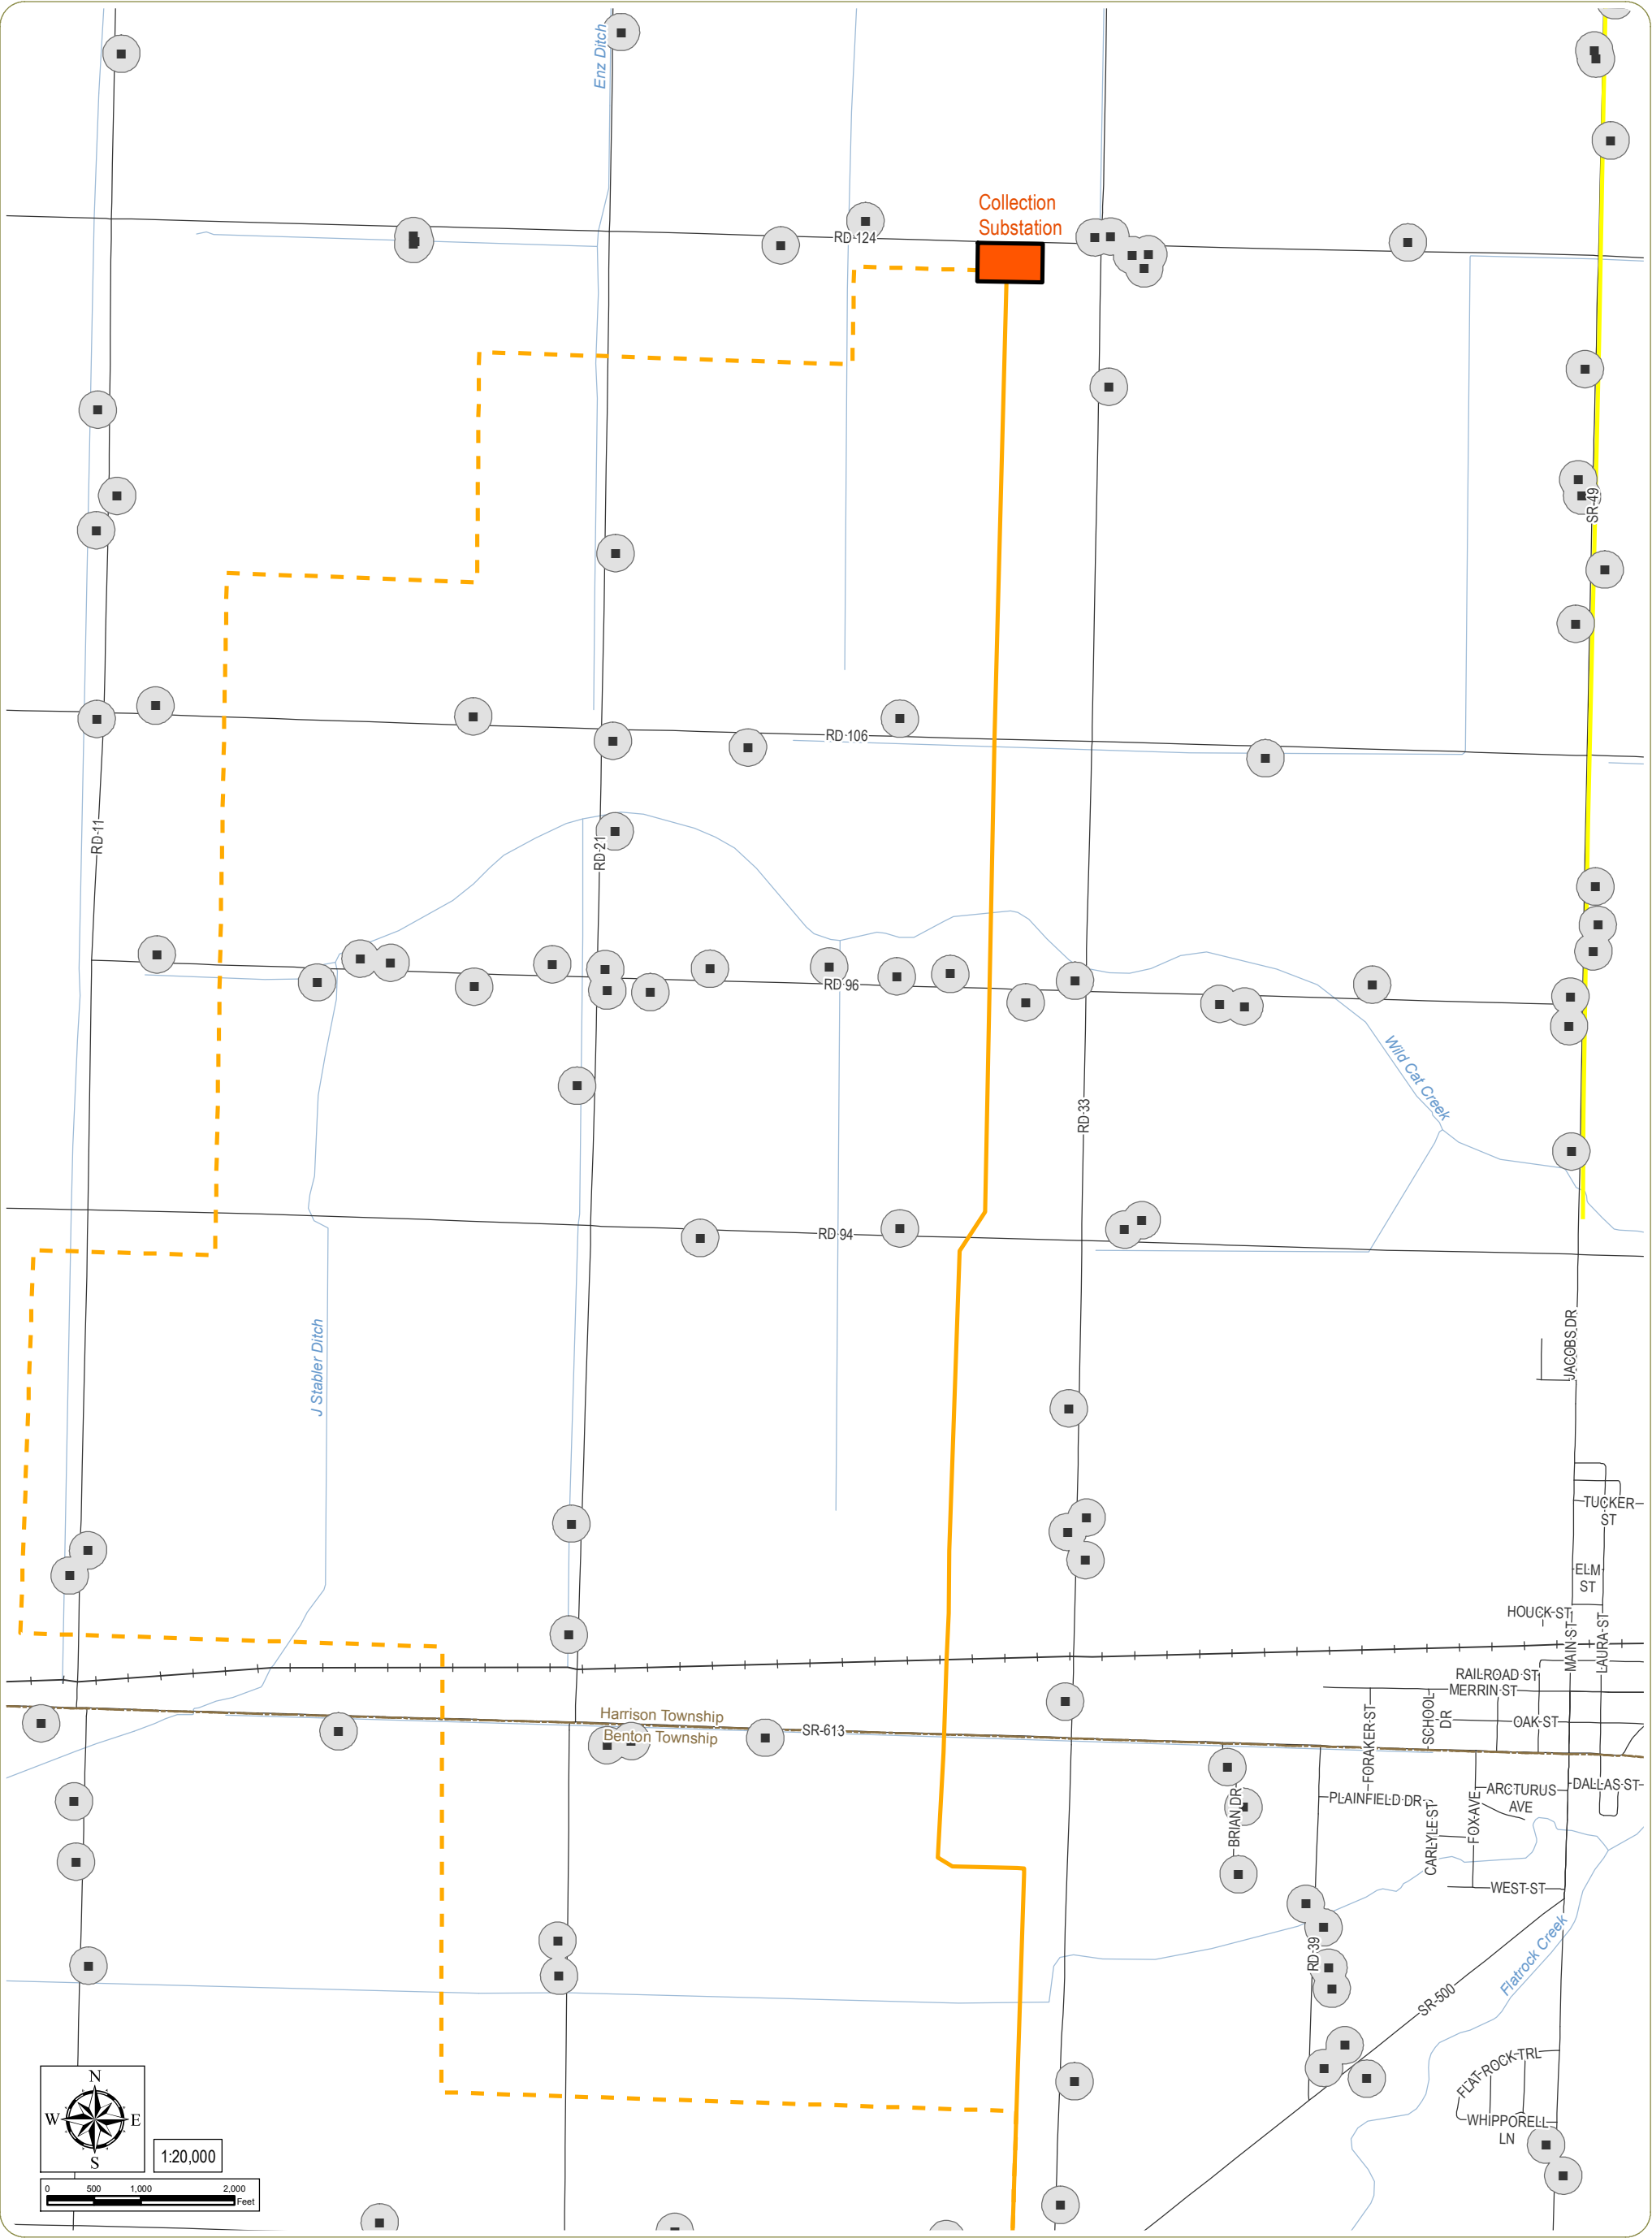 Enz Ditch
Collection
Substation
RD-124
SR-49
RD-106
RD-11
RD-21
RD-96
Wild Cat Creek
RD-33
RD-94
J Stabler Ditch
JACOBS DR
TUCKER
ST
ELM
ST
HOUCK-ST
MAIN-ST
LAURA-ST
RAILROAD-ST
MERRIN-ST
Harrison Township
Benton Township
SR-613
FORAKER-ST
SCHOOL
DR
OAK-ST
DALLAS-ST
ARCTURUS
AVE
PLAINFIELD-DR
BRIAN-DR
CARLYLE-ST
FOX-AVE
WEST-ST
RD-39
Flatrock Creek
SR-500
FLAT-ROCK-TRL
WHIPPORELL
LN
N
W E
S
1:20,000
0 500 1,000 2,000
Feet